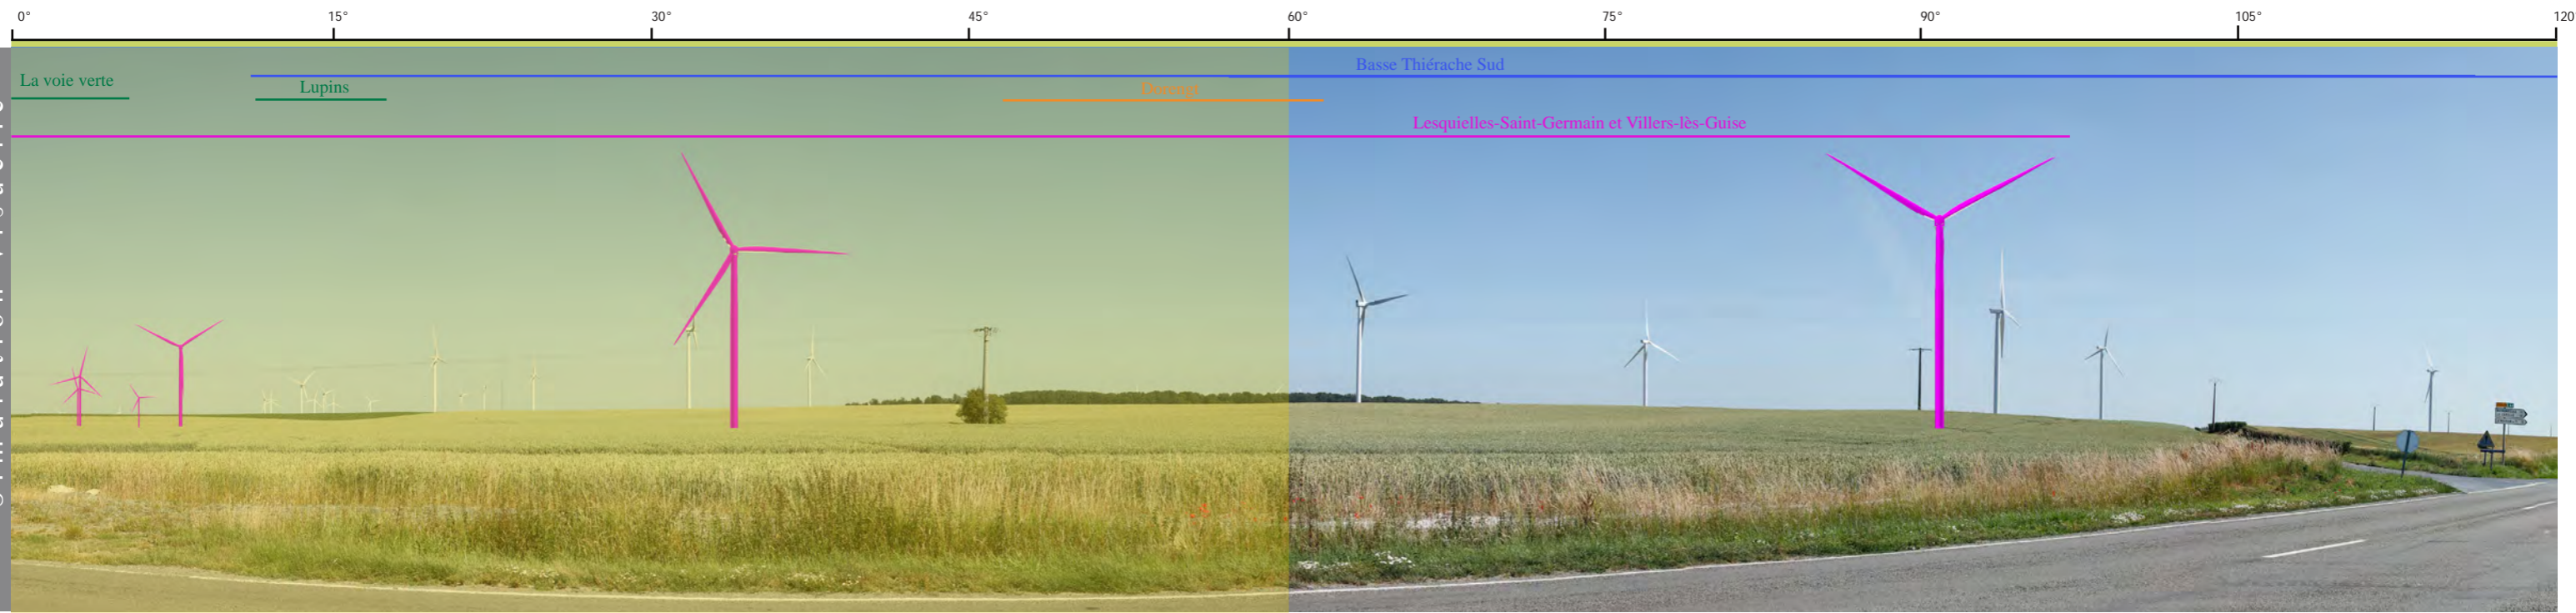 0° 15° 30° 45° 60° 75° 90° 105° 120
Basse Thiérache Sud
La voie verte
Lupins
Lesquielles-Saint-Germain et Villers-lès-Guise